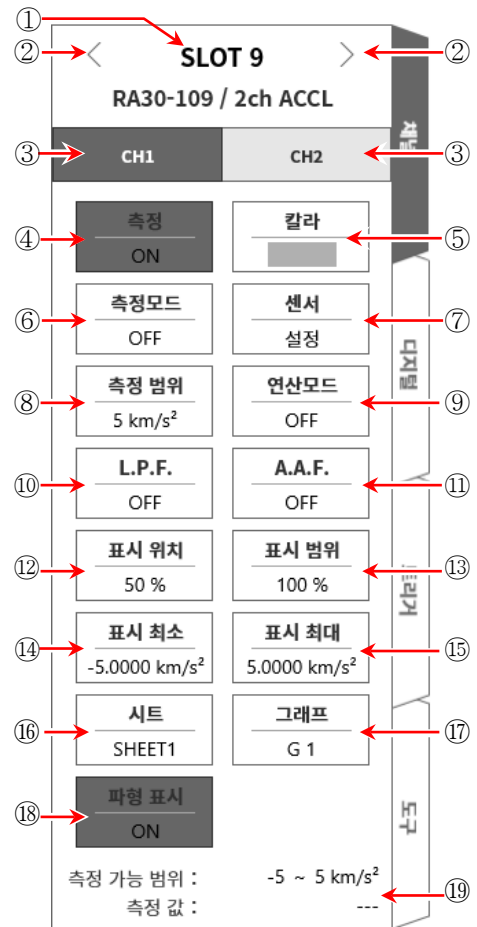 ①
② < SLOT 9 > ②
RA30-109 / 2ch ACCL
③ CH1 CH2 ③
채널
④ 측정 칼라 ⑤
ON
⑥ 측정모드 센서 ⑦
OFF 설정
디지털
⑧ 측정 범위 연산모드 ⑨
5 km/s² OFF
⑩ L.P.F. A.A.F. ⑪
OFF OFF
⑫ 표시 위치 표시 범위 ⑬
50 % 100 %
트리거
⑭ 표시 최소 표시 최대 ⑮
-5.0000 km/s² 5.0000 km/s²
⑯ 시트 그래프 ⑰
SHEET1 G 1
⑱ 파형 표시
ON
도구
측정 가능 범위 : -5 ~ 5 km/s² ⑲
측정 값 : ---